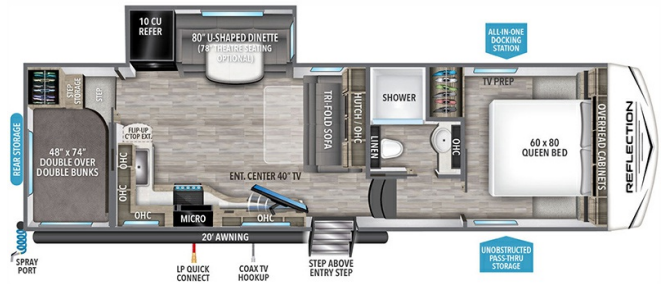 10 CU
REFER
80" U-SHAPED DINETTE
(78" THEATRE SEATING
OPTIONAL)
ALL-IN-ONE
DOCKING
STATION
STEP
STORAGE
STEP
REAR STORAGE
48" x 74"
DOUBLE OVER
DOUBLE BUNKS
FLIP-UP
C'TOP EXT.
OHC
OHC
MICRO
OHC
ENT. CENTER 40" TV
TRI-FOLD SOFA
HUTCH / OHC
SHOWER
LINEN
OHC
TV PREP
60 x 80
QUEEN BED
OVERHEAD CABINETS
REFLECTION
20' AWNING
SPRAY
PORT
LP QUICK
CONNECT
COAX TV
HOOKUP
STEP ABOVE
ENTRY STEP
UNOBSTRUCTED
PASS-THRU
STORAGE